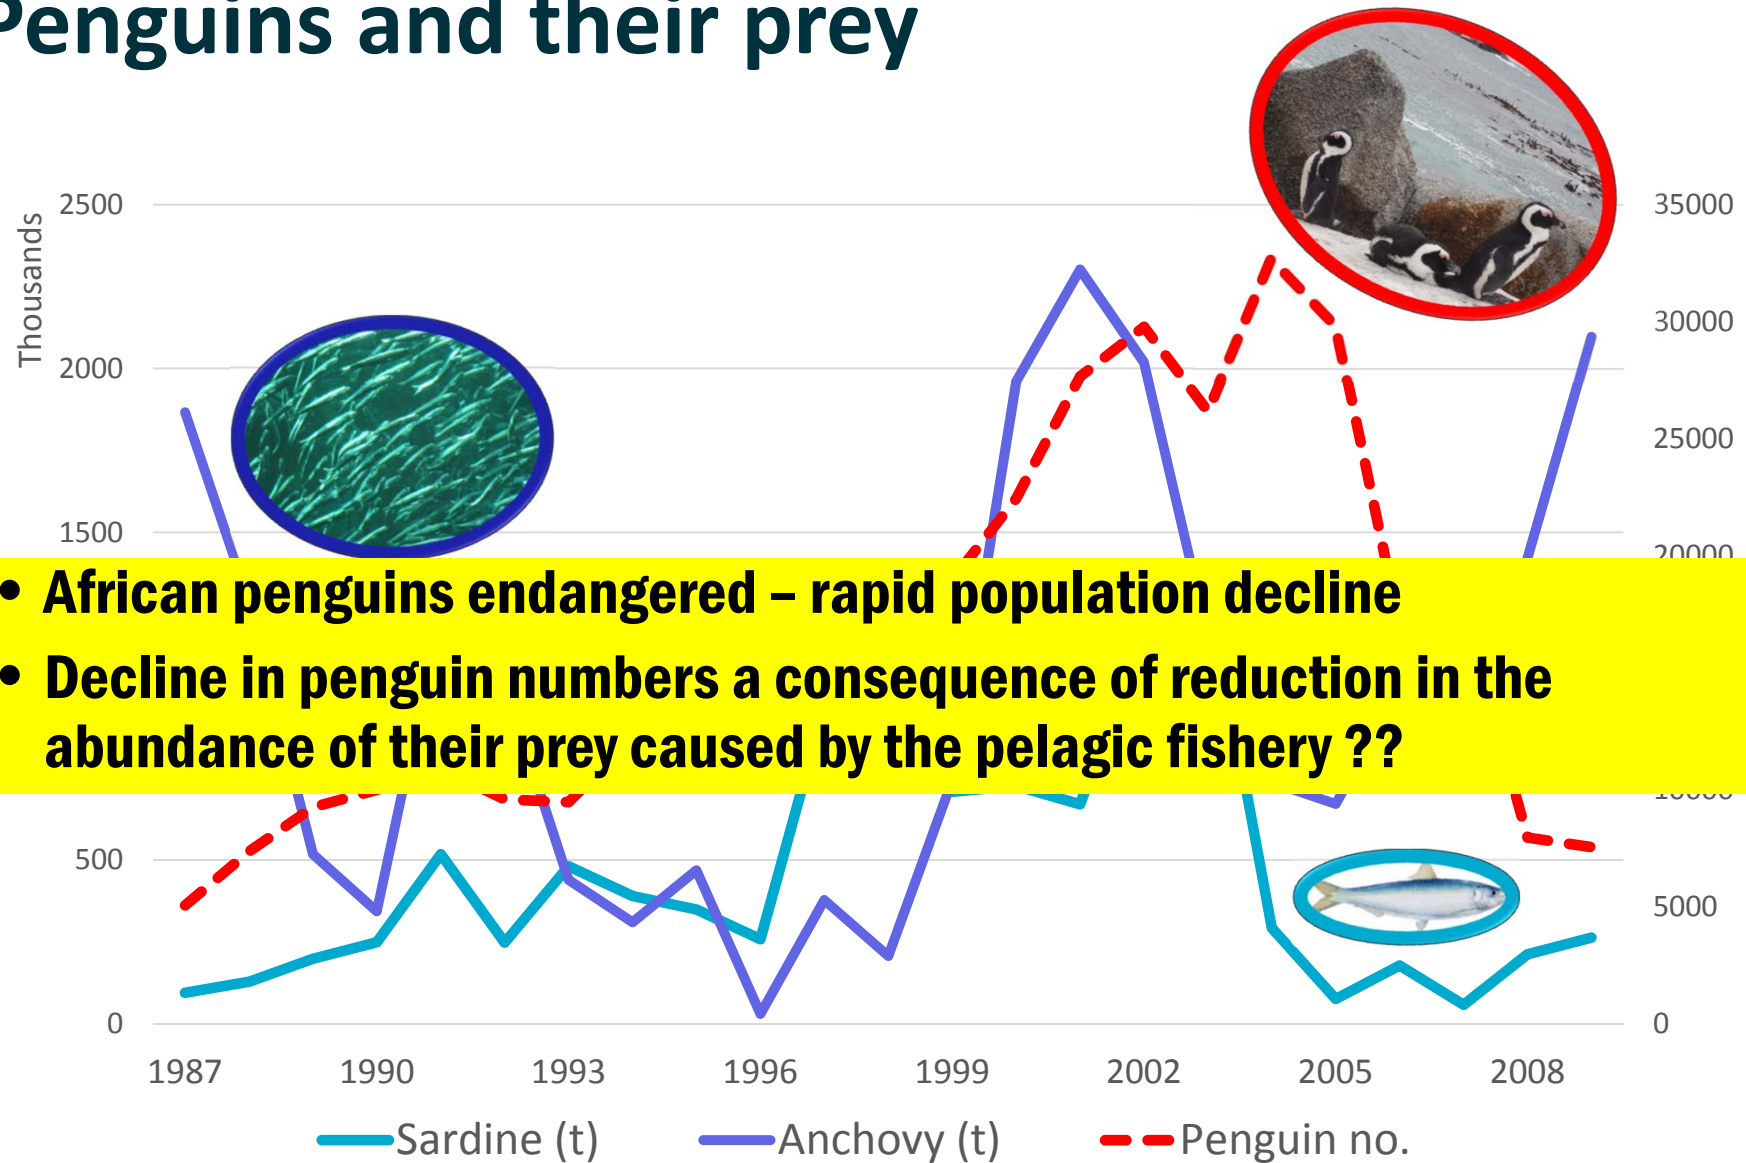 Penguins and their prey
Thousands
2500
2000
1500
500
0
35000
30000
25000
20000
10000
5000
0
• African penguins endangered – rapid population decline
• Decline in penguin numbers a consequence of reduction in the
abundance of their prey caused by the pelagic fishery ??
1987 1990 1993 1996 1999 2002 2005 2008
Sardine (t) Anchovy (t) Penguin no.